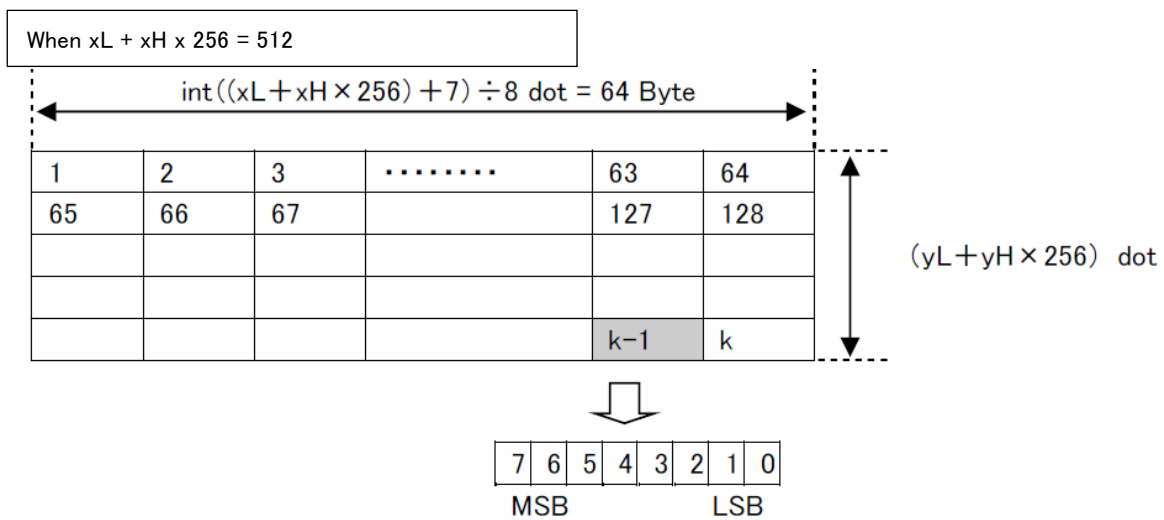 When xL + xH x 256 = 512
int((xL+xH×256)+7)÷8 dot = 64 Byte
1 2 3 ········ 63 64
65 66 67 127 128
(yL+yH×256) dot
k-1 k
7 6 5 4 3 2 1 0
MSB LSB